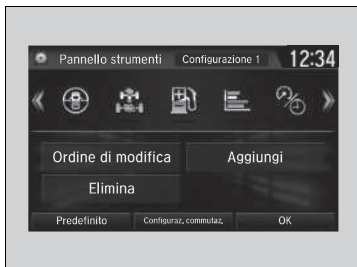 Pannello strumenti Configurazione 1 12:34
Ordine di modifica Aggiungi
Elimina
Predefinito Configuraz. commutaz. OK